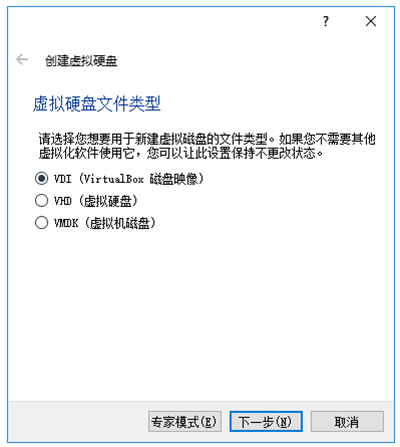 ?
创建虚拟硬盘
虚拟硬盘文件类型
请选择您想要用于新建虚拟磁盘的文件类型。如果您不需要其他
虚拟化软件使用它，您可以让此设置保持不更改状态。
VDI (VirtualBox 磁盘映像)
VHD (虚拟硬盘)
VMDK (虚拟机磁盘)
专家模式(E) 下一步(N) 取消